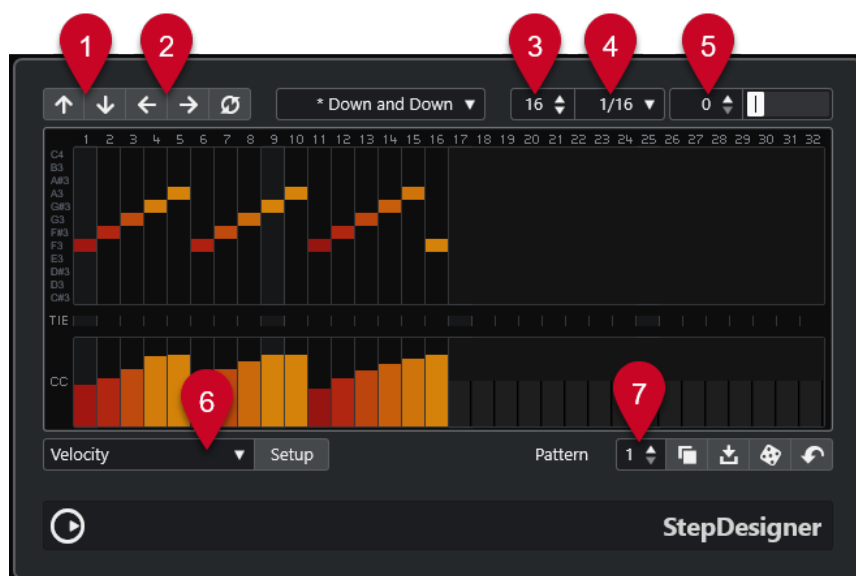 1 2 3 4 5
* Down and Down 16 1/16 0
1 2 3 4 5 6 7 8 9 10 11 12 13 14 15 16 17 18 19 20 21 22 23 24 25 26 27 28 29 30 31 32
C4
B3
A#3
A3
G#3
G3
F#3
F3
E3
D#3
D3
C#3
TIE
CC
6 7
Velocity Setup Pattern 1
StepDesigner